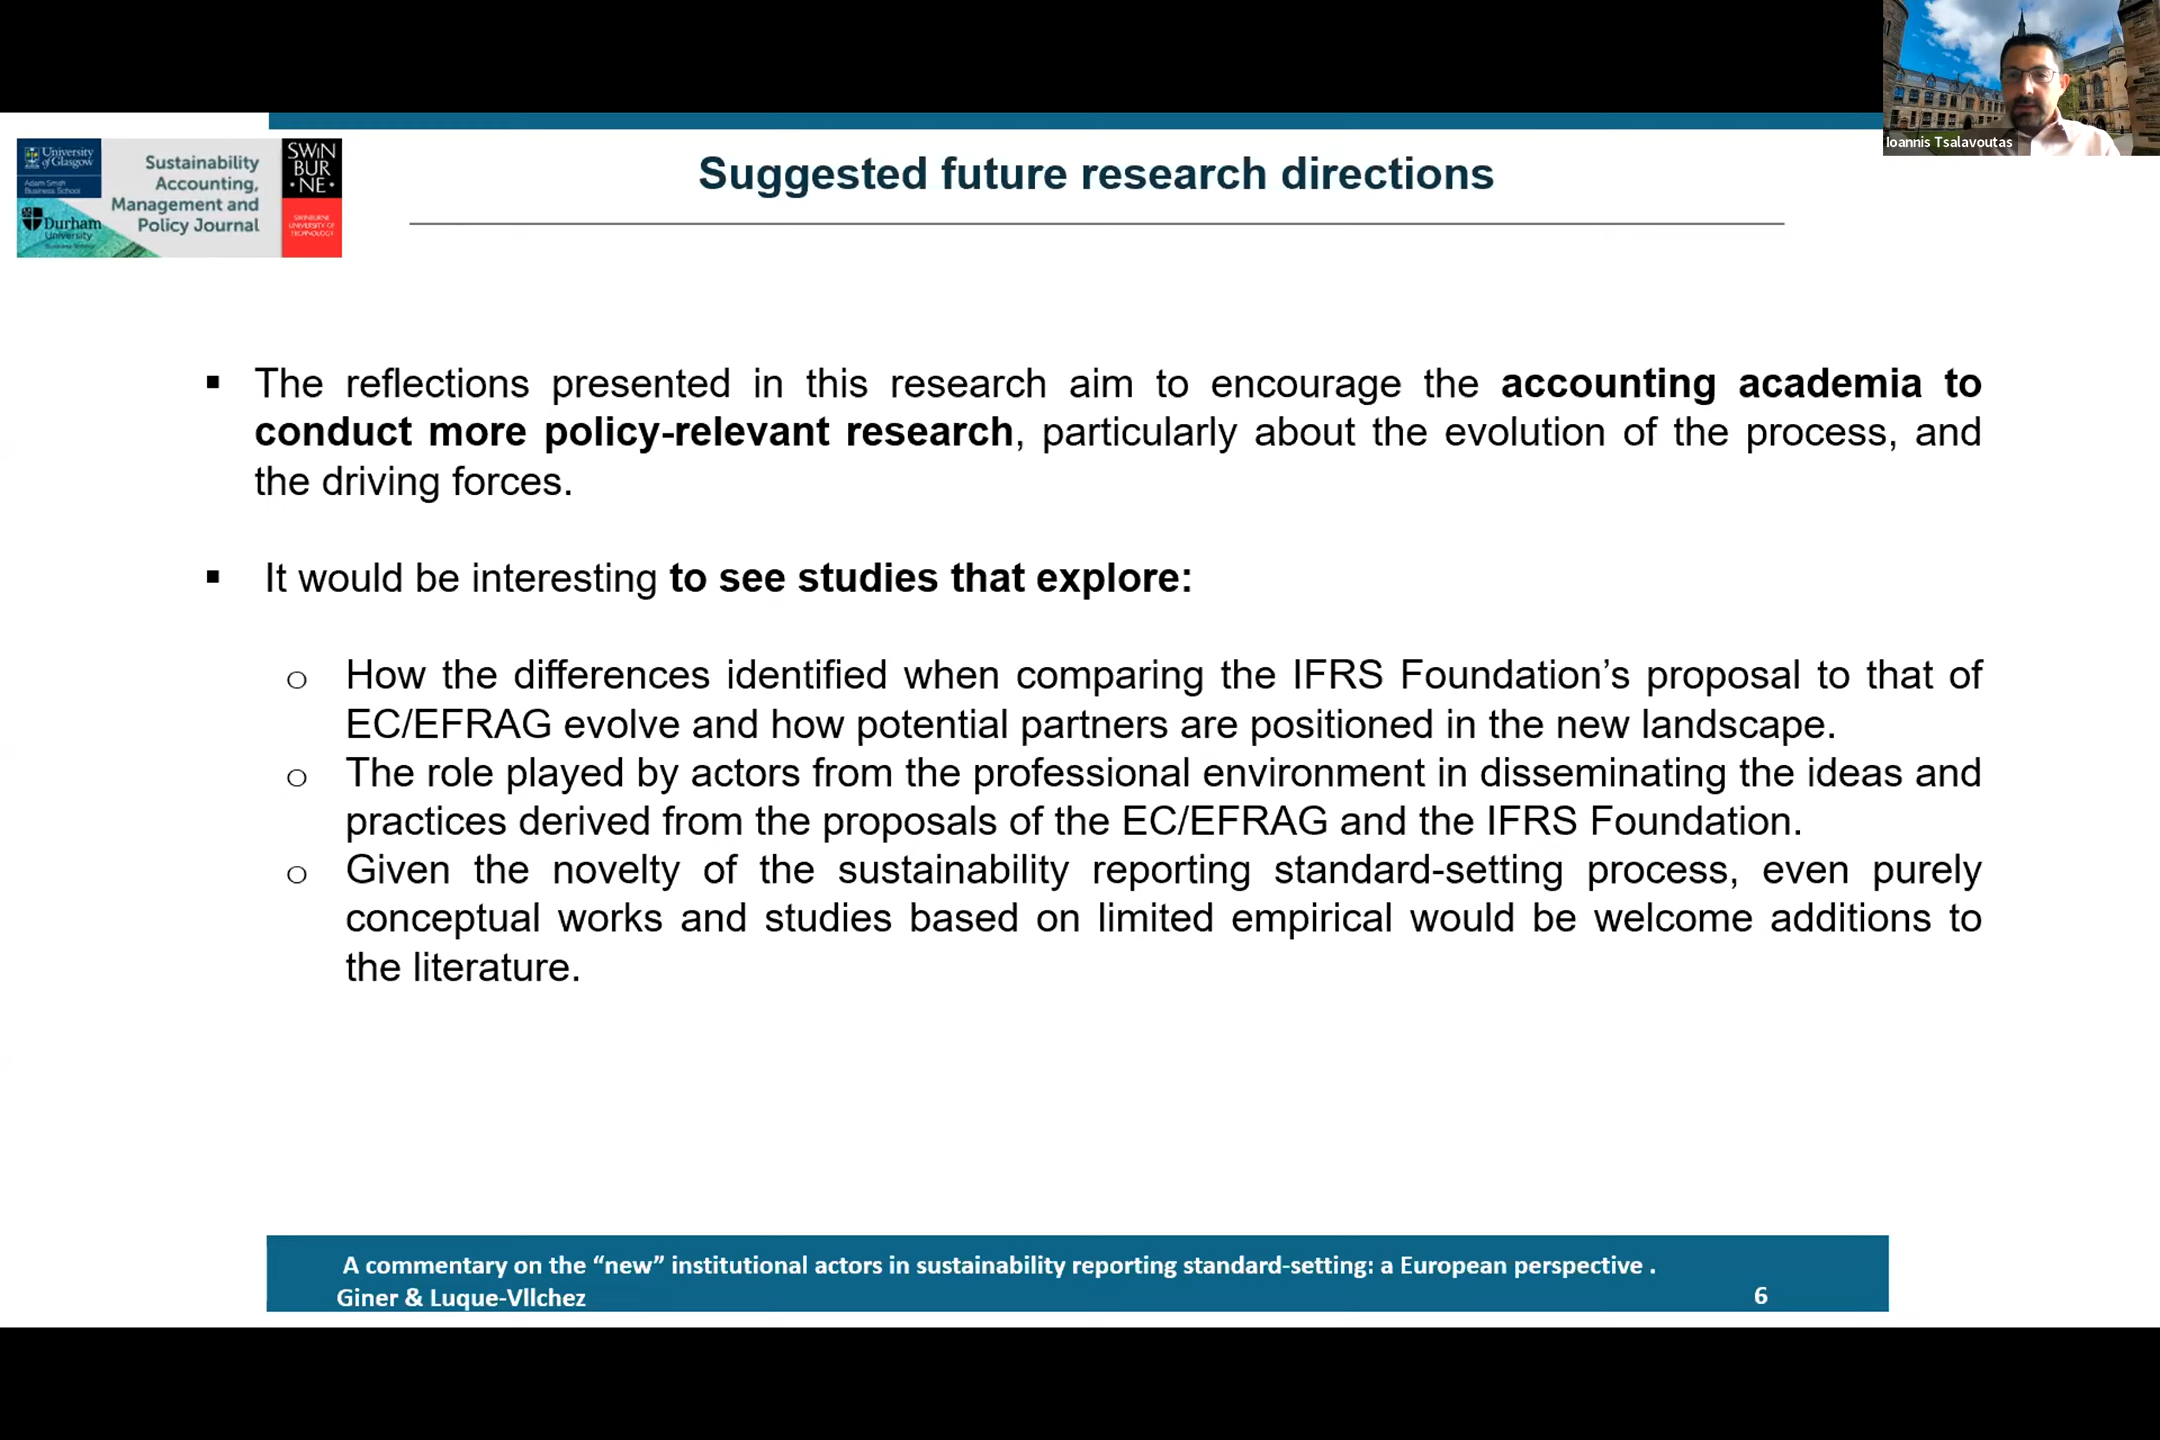 Ioannis Tsalavoutas
University
of Glasgow
Adam Smith
Business School
Durham
University
Sustainability
Accounting,
Management and
Policy Journal
SWIN
BUR
• NE •
SWINBURNE
UNIVERSITY OF
TECHNOLOGY
Suggested future research directions
▪ The reflections presented in this research aim to encourage the accounting academia to
conduct more policy-relevant research, particularly about the evolution of the process, and
the driving forces.
▪ It would be interesting to see studies that explore:
o How the differences identified when comparing the IFRS Foundation’s proposal to that of
EC/EFRAG evolve and how potential partners are positioned in the new landscape.
o The role played by actors from the professional environment in disseminating the ideas and
practices derived from the proposals of the EC/EFRAG and the IFRS Foundation.
o Given the novelty of the sustainability reporting standard-setting process, even purely
conceptual works and studies based on limited empirical would be welcome additions to
the literature.
A commentary on the “new” institutional actors in sustainability reporting standard-setting: a European perspective .
Giner & Luque-Vllchez
6